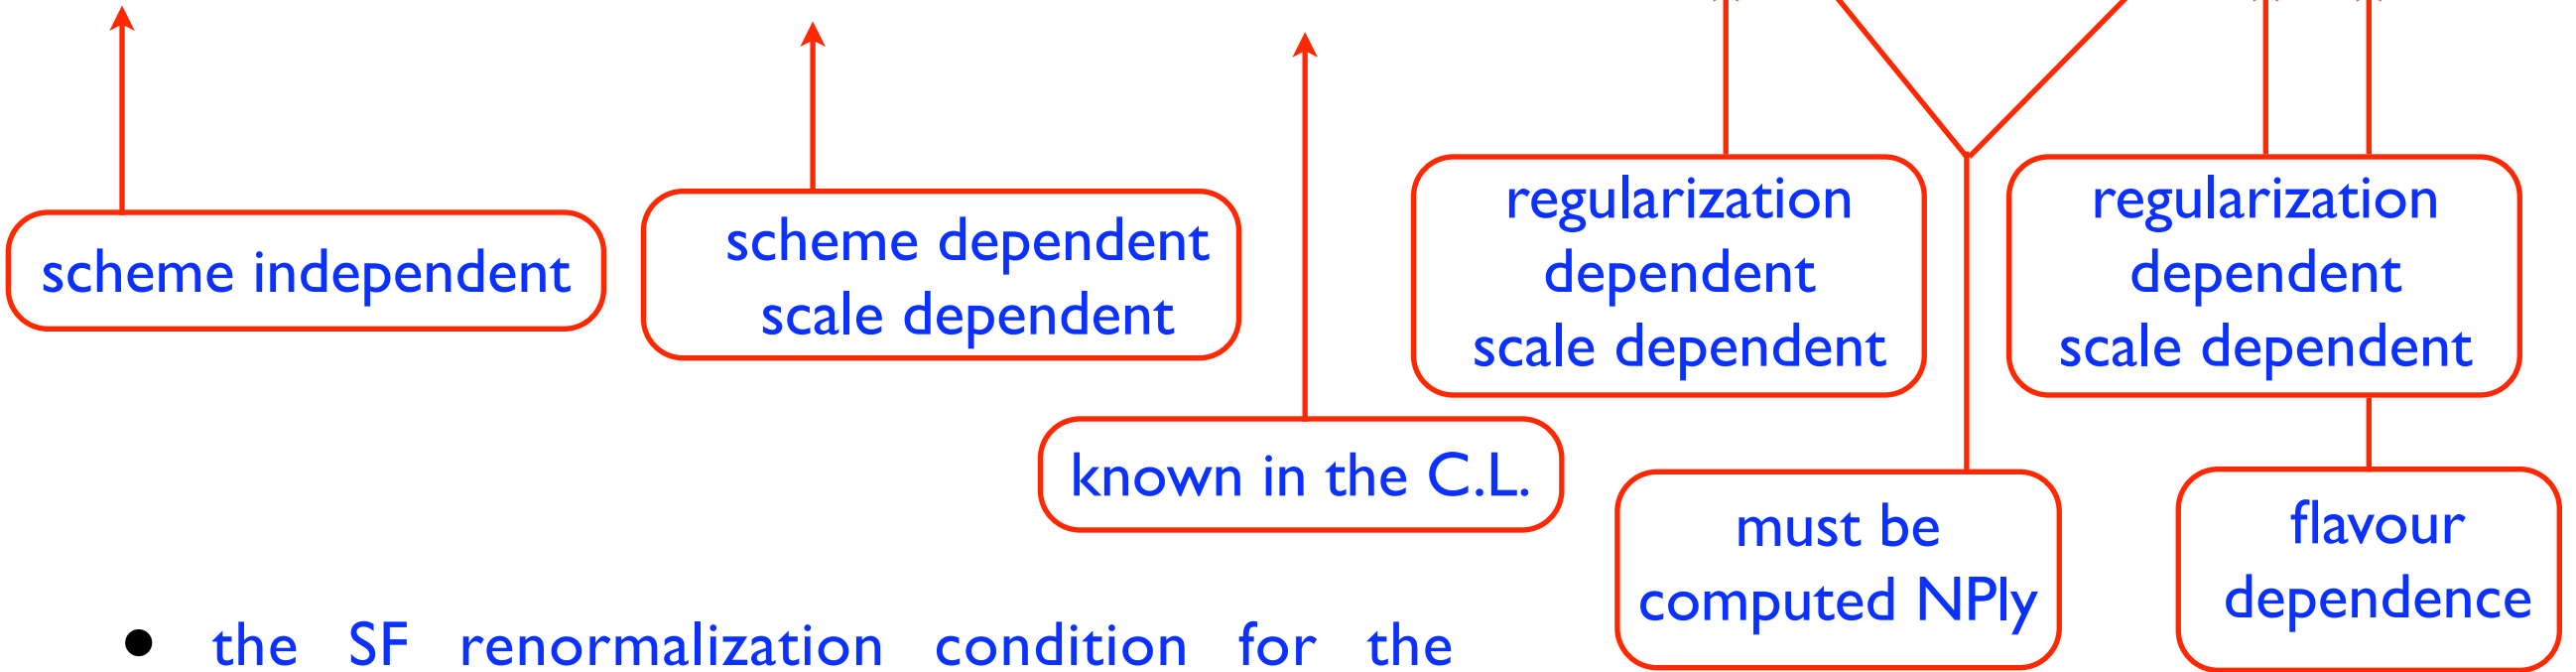 scheme independent
scheme dependent
scale dependent
known in the C.L.
regularization
dependent
scale dependent
must be
computed NPly
regularization
dependent
scale dependent
flavour
dependence
• the SF renormalization condition for the